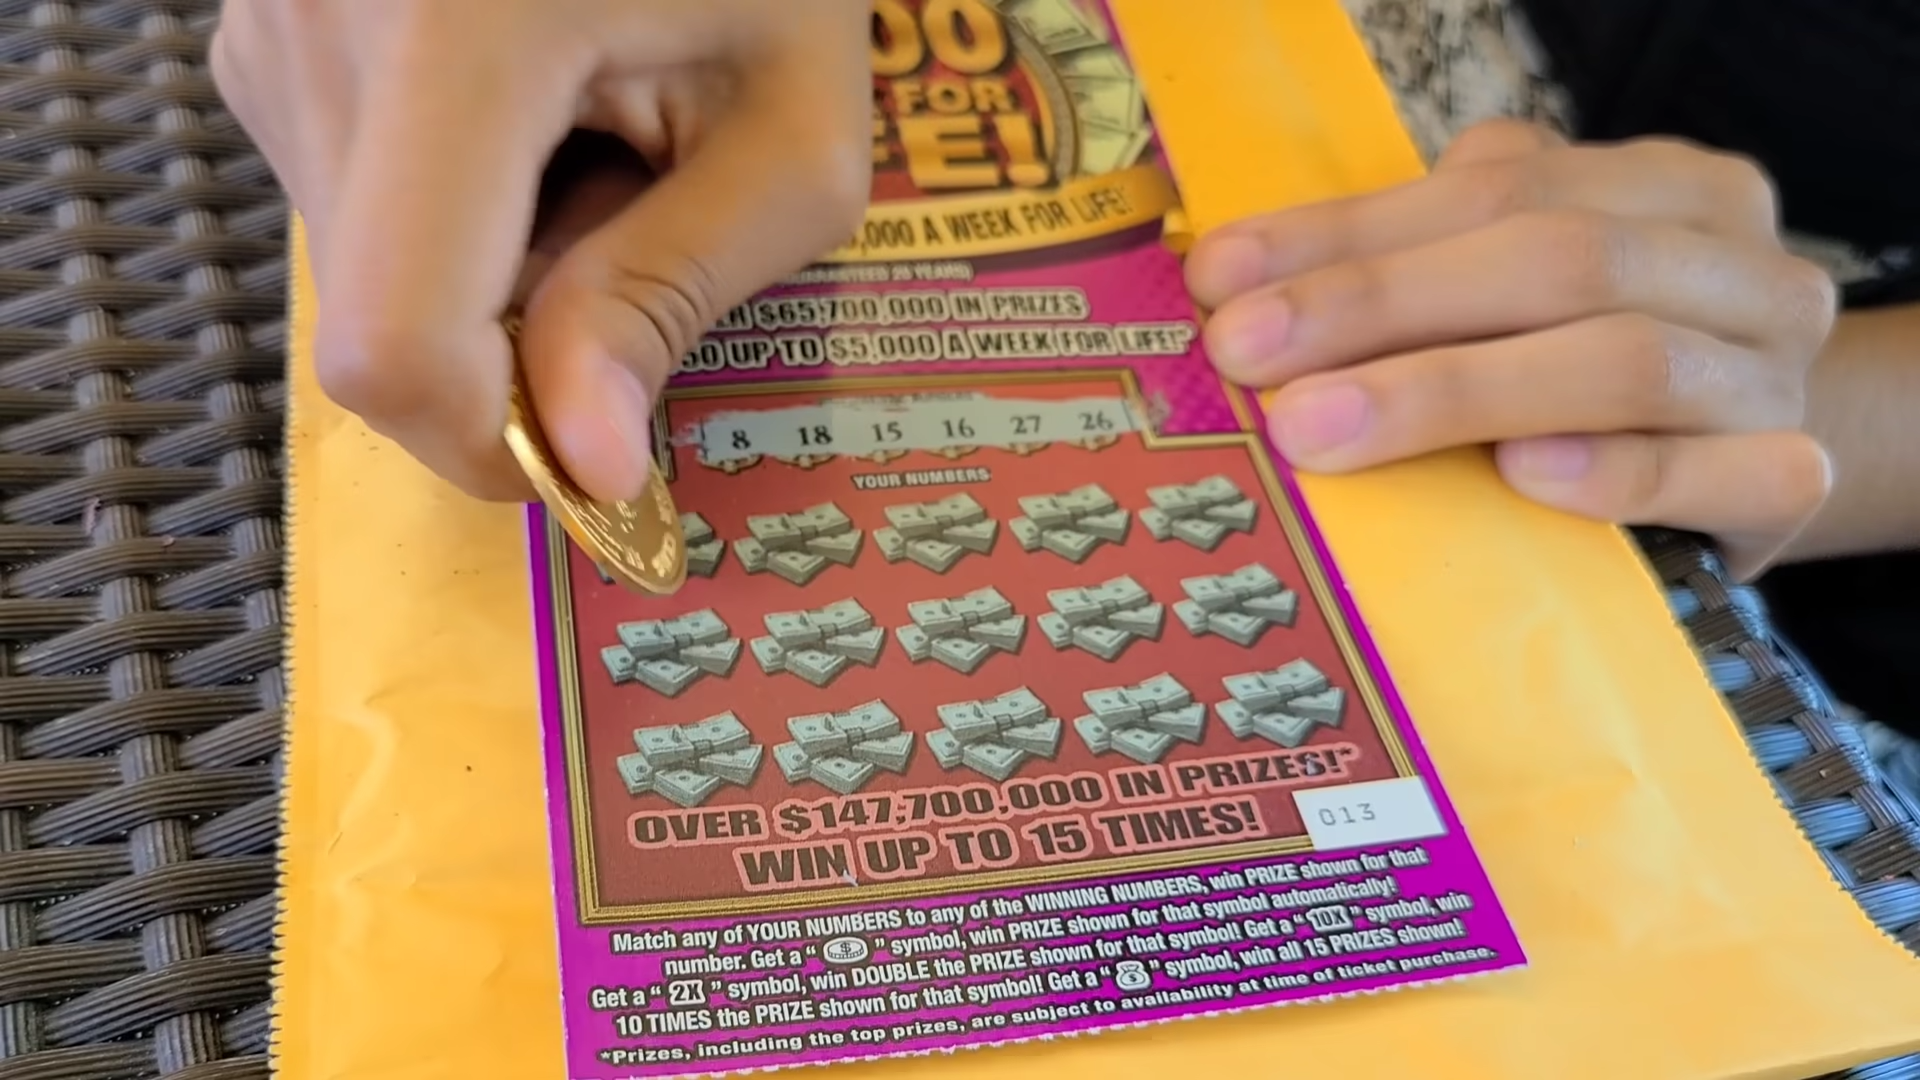 00
FOR
E!
,000 A WEEK FOR LIFE!*
GUARANTEED 20 YEARS)
$65,700,000 IN PRIZES
50 UP TO $5,000 A WEEK FOR LIFE!*
8 18 15 16 27 26
YOUR NUMBERS
OVER $147,700,000 IN PRIZES!*
WIN UP TO 15 TIMES!
013
Match any of YOUR NUMBERS to any of the WINNING NUMBERS, win PRIZE shown for that
number. Get a " " symbol, win PRIZE shown for that symbol automatically!
Get a " 2X " symbol, win DOUBLE the PRIZE shown for that symbol! Get a " 10X " symbol, win
10 TIMES the PRIZE shown for that symbol! Get a " " symbol, win all 15 PRIZES shown!
*Prizes, including the top prizes, are subject to availability at time of ticket purchase.